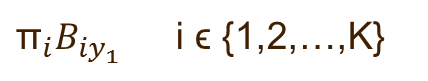 π_i B_{iy_1} i ϵ {1,2,…,K}